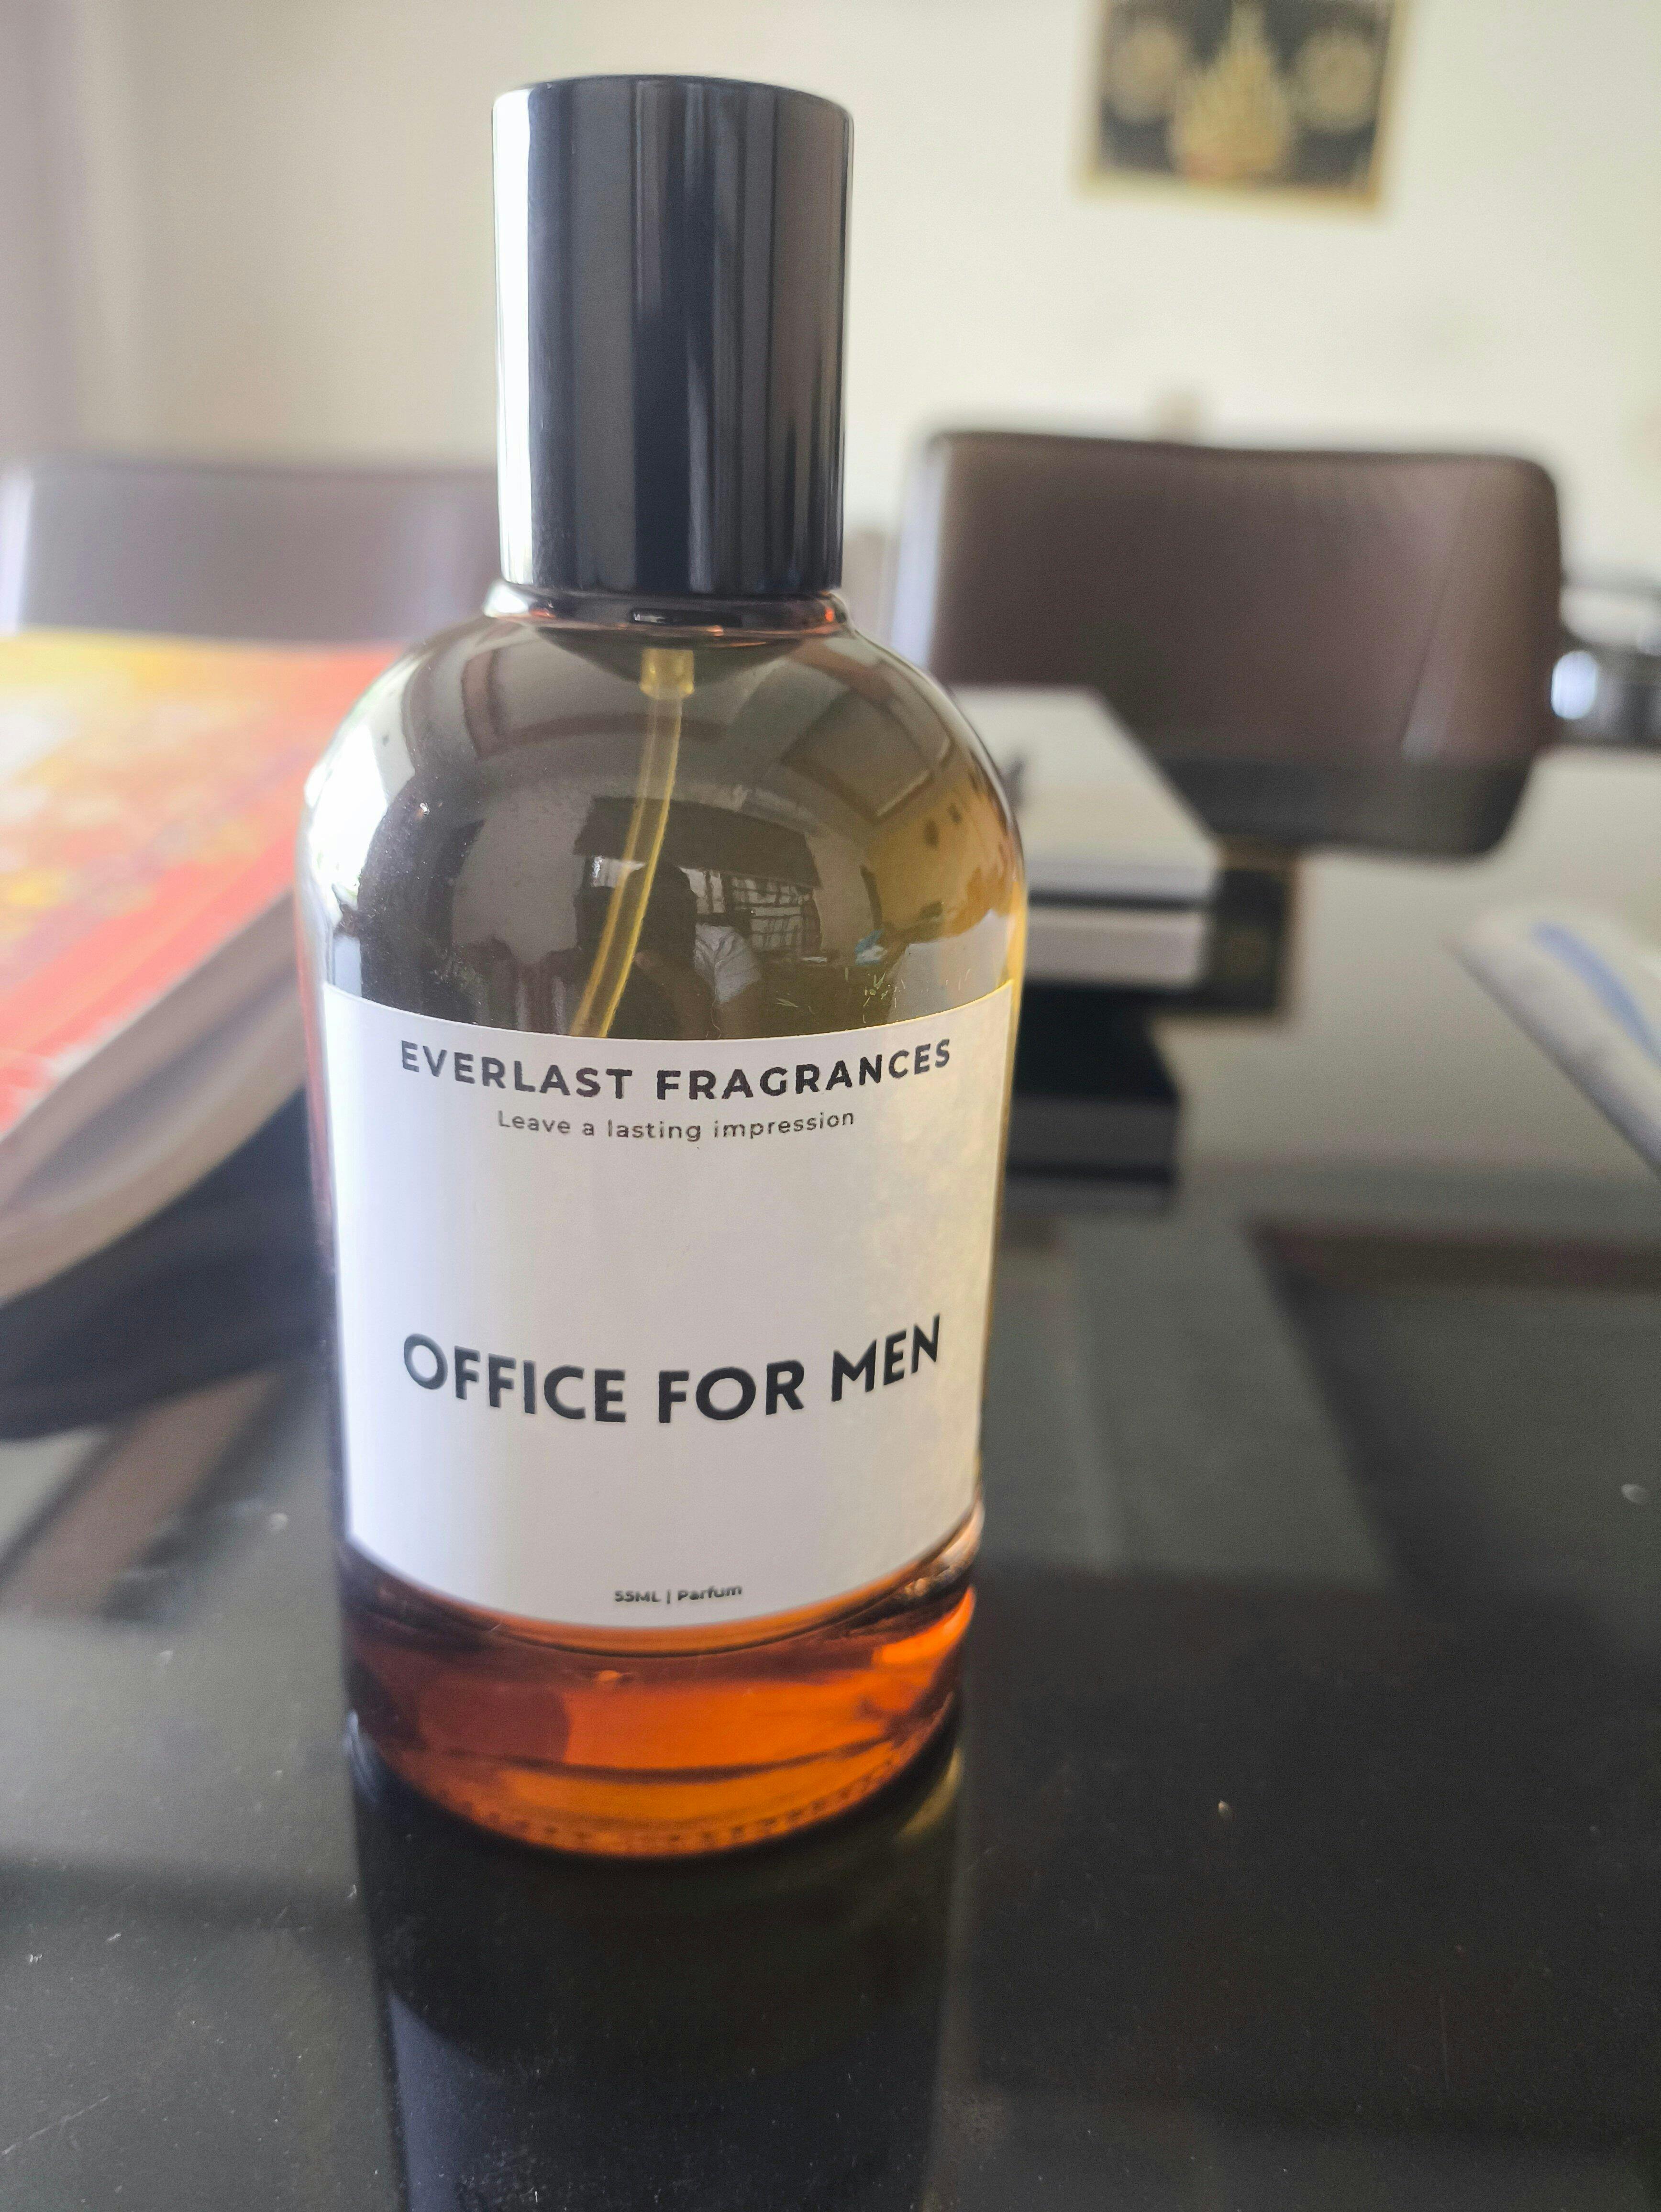 EVERLAST FRAGRANCES
Leave a lasting impression
OFFICE FOR MEN
55ML | Parfum